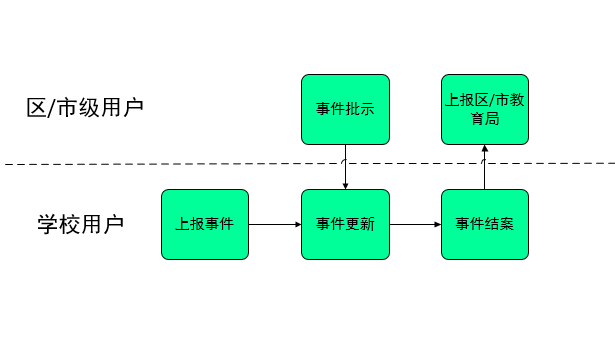 区/市级用户
事件批示
上报区/市教
育局
学校用户
上报事件
事件更新
事件结案